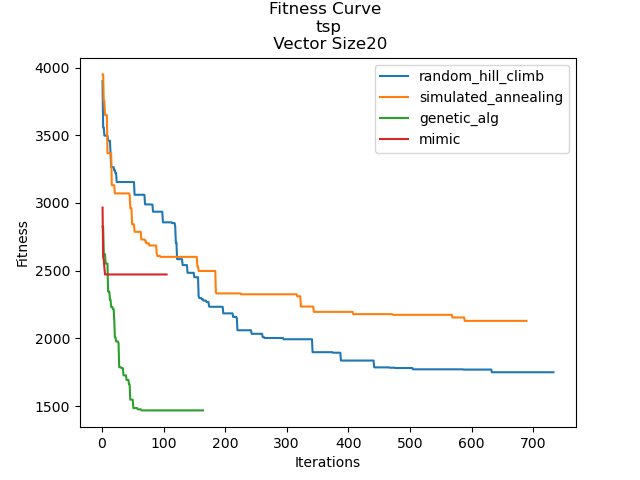 Fitness Curve
tsp
Vector Size20
4000
3500
3000
2500
2000
1500
Fitness
random_hill_climb
simulated_annealing
genetic_alg
mimic
0 100 200 300 400 500 600 700
Iterations